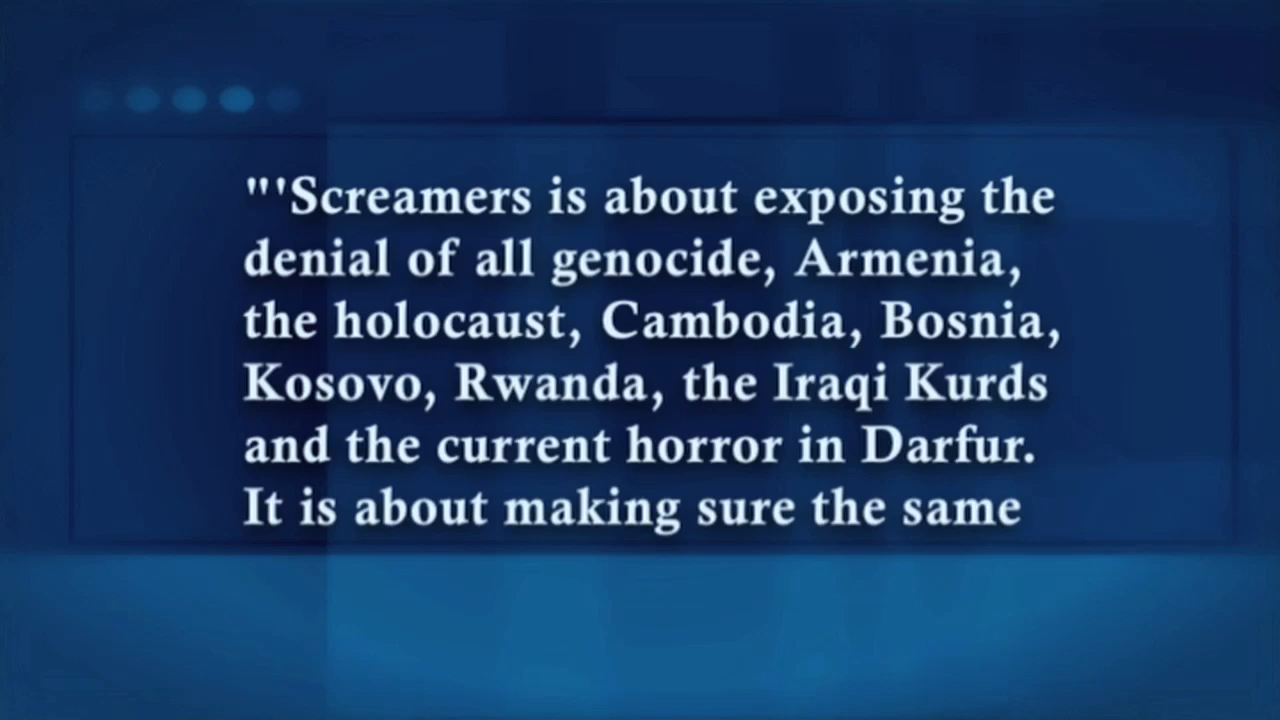 "'Screamers is about exposing the
denial of all genocide, Armenia,
the holocaust, Cambodia, Bosnia,
Kosovo, Rwanda, the Iraqi Kurds
and the current horror in Darfur.
It is about making sure the same